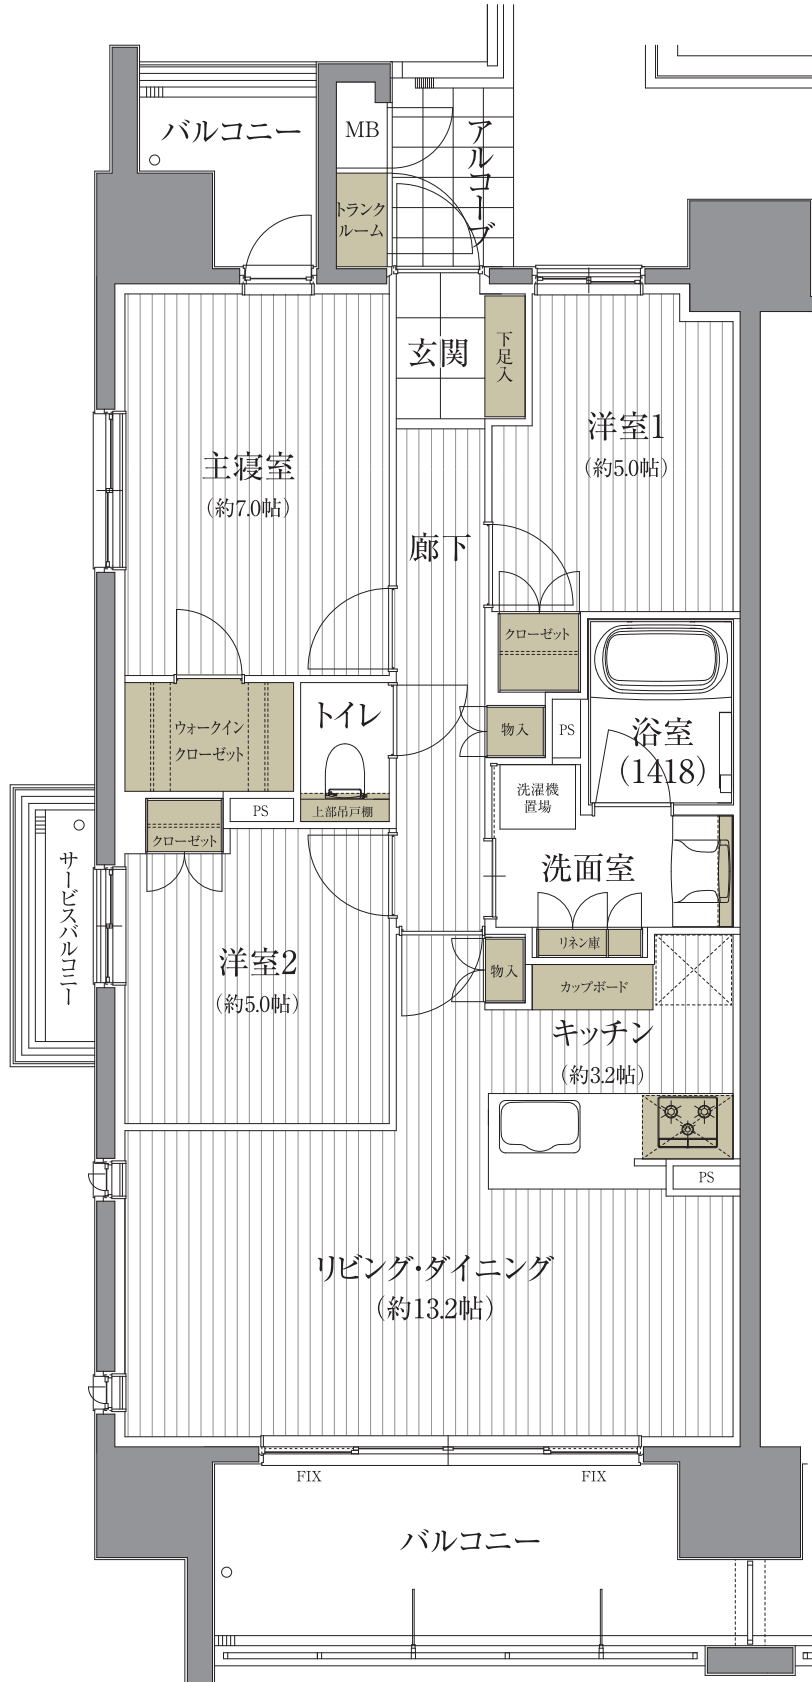 バルコニー
MB
アルコーブ
トランク
ルーム
玄関
下足入
洋室1
(約5.0帖)
主寝室
(約7.0帖)
廊下
クローゼット
ウォークイン
クローゼット
トイレ
物入
PS
浴室
(1418)
洗濯機
置場
上部吊戸棚
PS
クローゼット
サービスバルコニー
洗面室
リネン庫
洋室2
(約5.0帖)
物入
カップボード
キッチン
(約3.2帖)
PS
リビング・ダイニング
(約13.2帖)
FIX
FIX
バルコニー